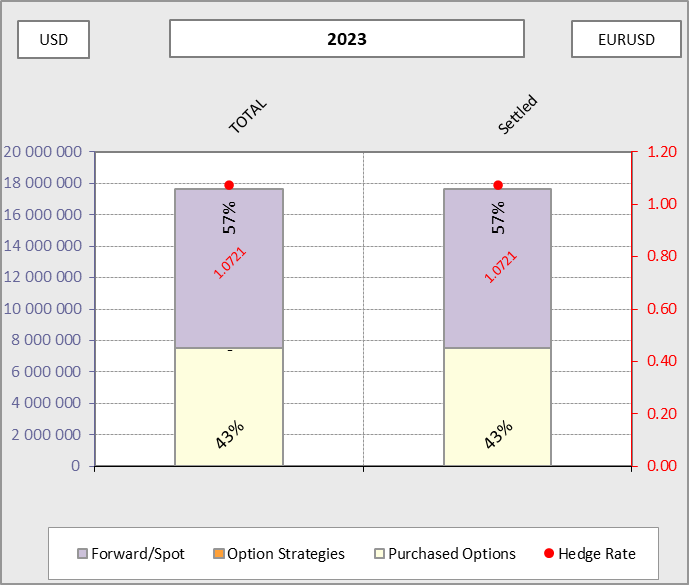 USD 2023 EURUSD
TOTAL Settled
20 000 000 1.20
18 000 000
16 000 000 1.00
14 000 000
12 000 000 0.80
10 000 000 0.60
8 000 000
6 000 000 0.40
4 000 000
2 000 000 0.20
0 0.00
57% 57%
1.0721 1.0721
-
43% 43%
Forward/Spot Option Strategies Purchased Options Hedge Rate